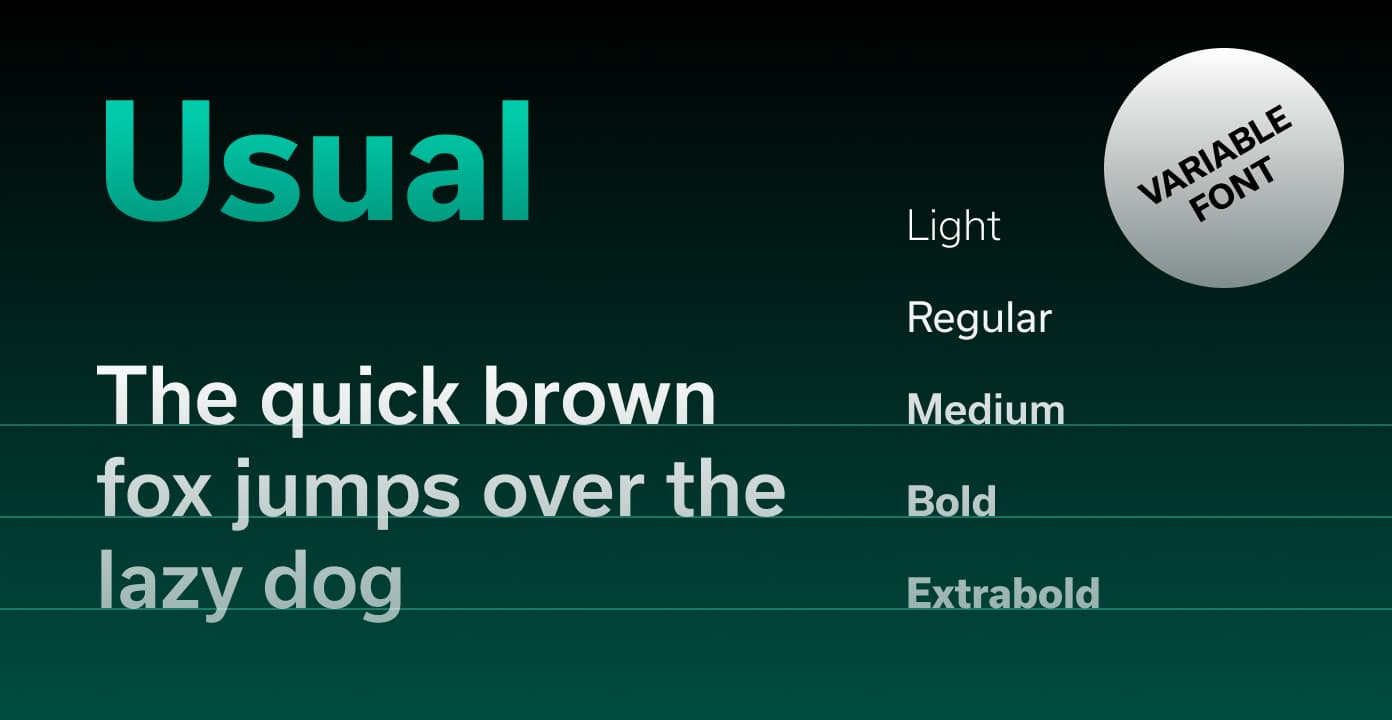 Usual
The quick brown
fox jumps over the
lazy dog
Light
Regular
Medium
Bold
Extrabold
VARIABLE
FONT